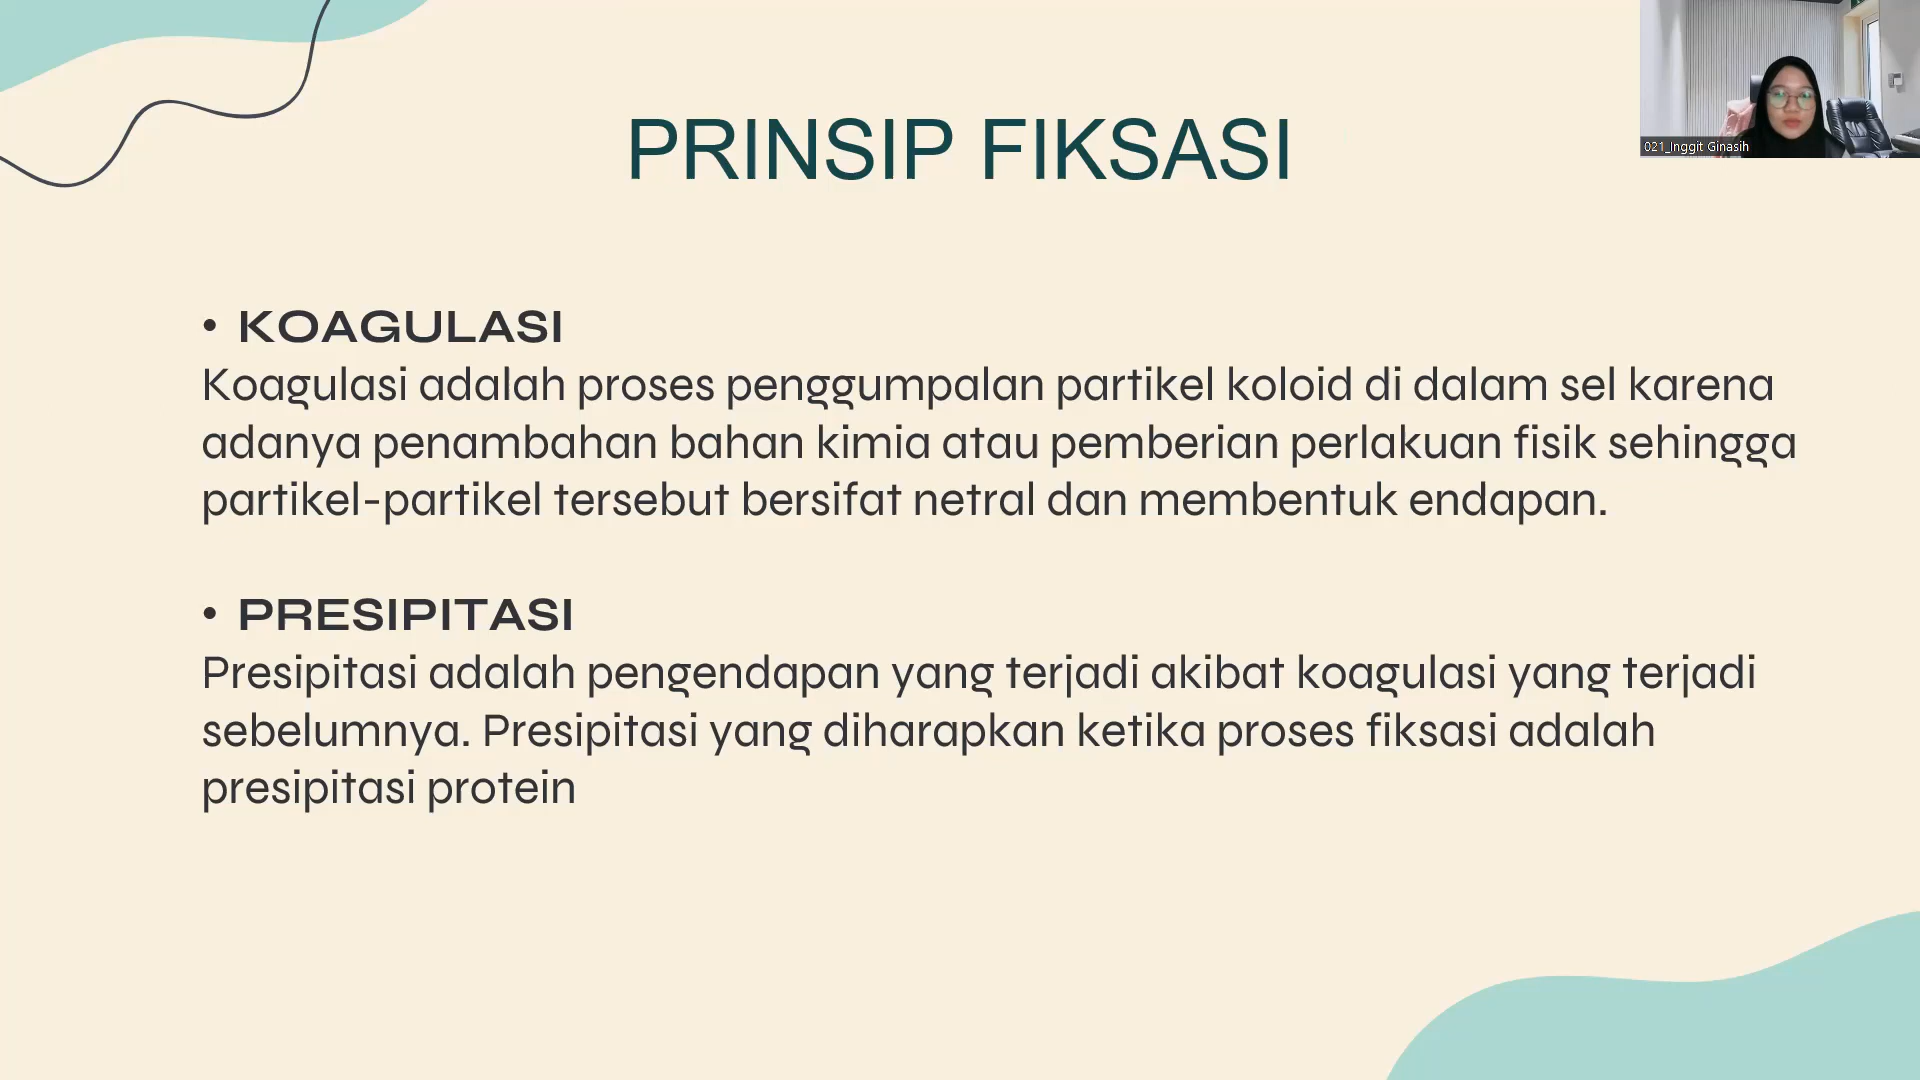 PRINSIP FIKSASI
021_Inggit Ginasih
• KOAGULASI
Koagulasi adalah proses penggumpalan partikel koloid di dalam sel karena
adanya penambahan bahan kimia atau pemberian perlakuan fisik sehingga
partikel-partikel tersebut bersifat netral dan membentuk endapan.
• PRESIPITASI
Presipitasi adalah pengendapan yang terjadi akibat koagulasi yang terjadi
sebelumnya. Presipitasi yang diharapkan ketika proses fiksasi adalah
presipitasi protein